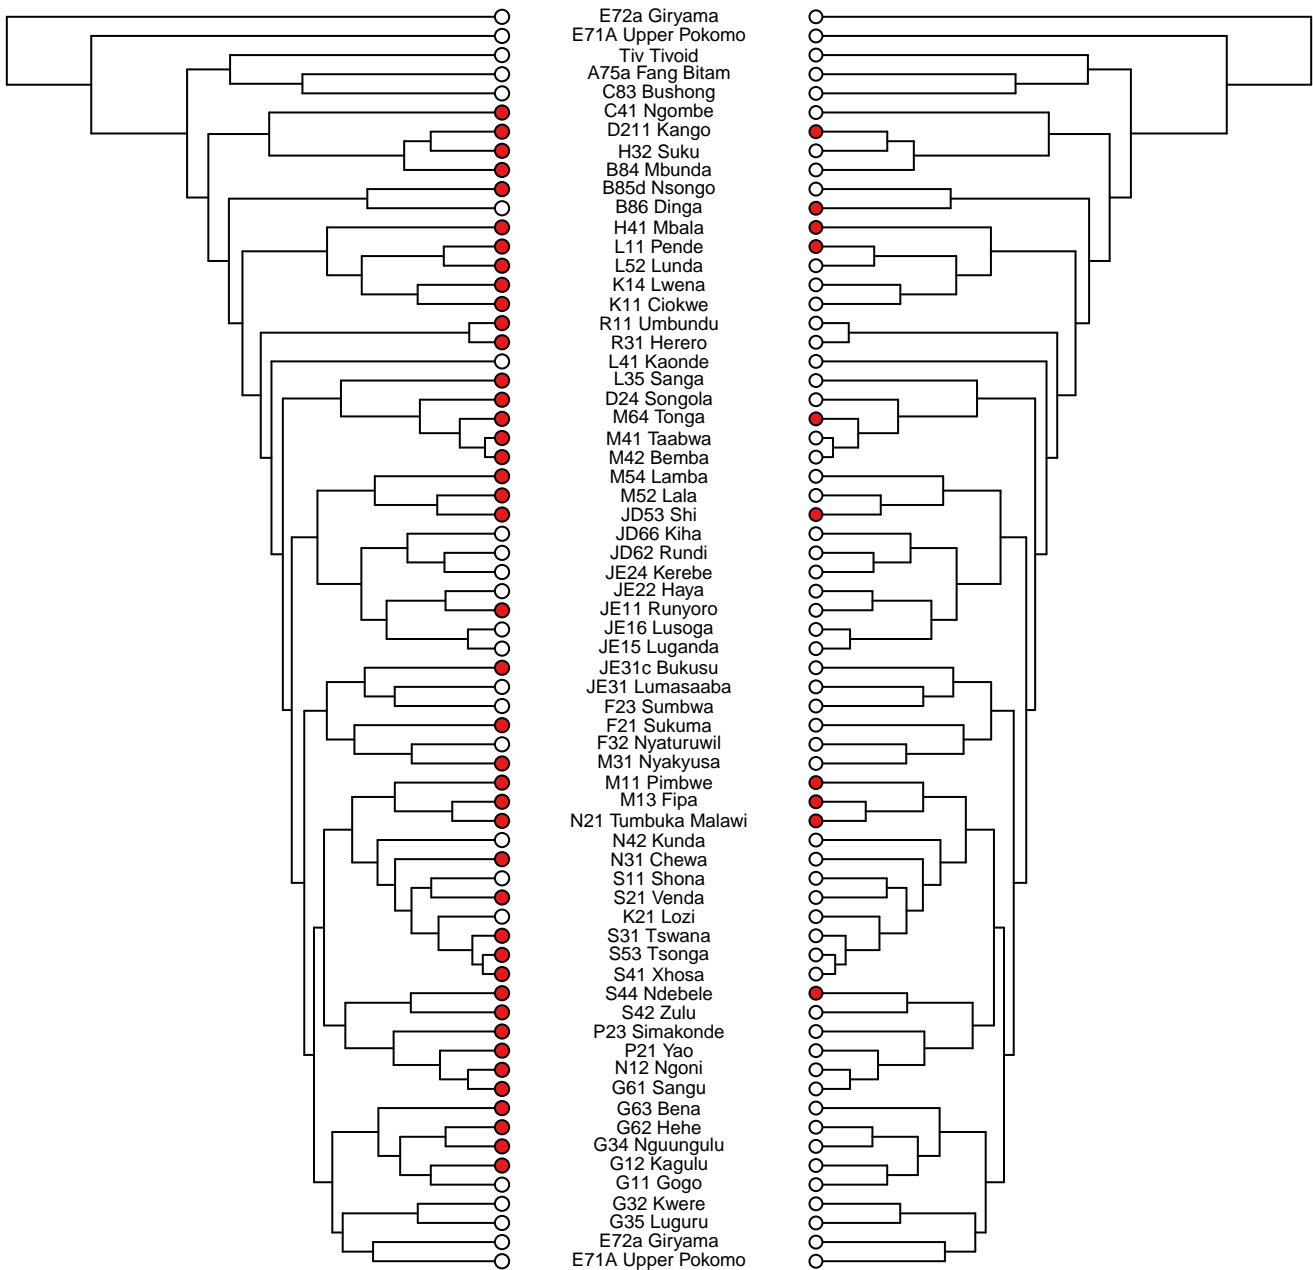 E72a Giryama
E71A Upper Pokomo
Tiv Tivoid
A75a Fang Bitam
C83 Bushong
C41 Ngombe
D211 Kango
H32 Suku
B84 Mbunda
B85d Nsongo
B86 Dinga
H41 Mbala
L11 Pende
L52 Lunda
K14 Lwena
K11 Ciokwe
R11 Umbundu
R31 Herero
L41 Kaonde
L35 Sanga
D24 Songola
M64 Tonga
M41 Taabwa
M42 Bemba
M54 Lamba
M52 Lala
JD53 Shi
JD66 Kiha
JD62 Rundi
JE24 Kerebe
JE22 Haya
JE11 Runyoro
JE16 Lusoga
JE15 Luganda
JE31c Bukusu
JE31 Lumasaaba
F23 Sumbwa
F21 Sukuma
F32 Nyaturuwil
M31 Nyakyusa
M11 Pimbwe
M13 Fipa
N21 Tumbuka Malawi
N42 Kunda
N31 Chewa
S11 Shona
S21 Venda
K21 Lozi
S31 Tswana
S53 Tsonga
S41 Xhosa
S44 Ndebele
S42 Zulu
P23 Simakonde
P21 Yao
N12 Ngoni
G61 Sangu
G63 Bena
G62 Hehe
G34 Nguungulu
G12 Kagulu
G11 Gogo
G32 Kwere
G35 Luguru
E72a Giryama
E71A Upper Pokomo